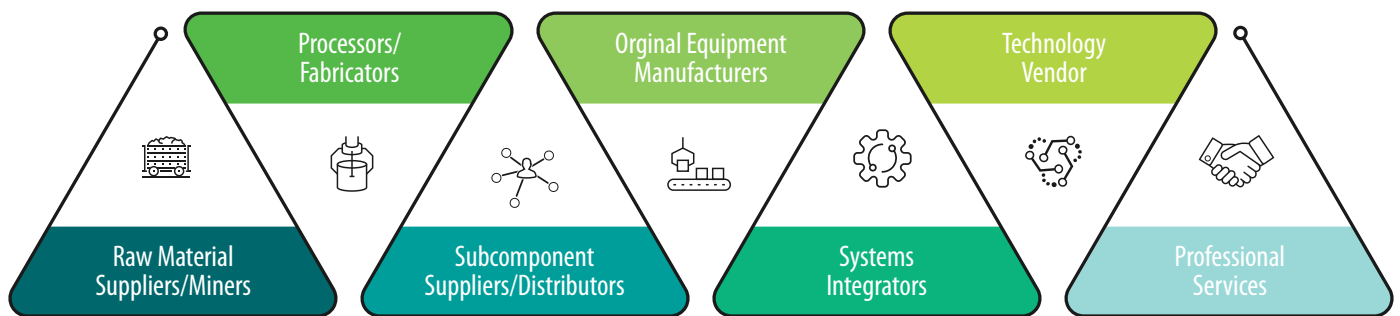 Processors/
Fabricators
Orginal Equipment
Manufacturers
Technology
Vendor
Raw Material
Suppliers/Miners
Subcomponent
Suppliers/Distributors
Systems
Integrators
Professional
Services